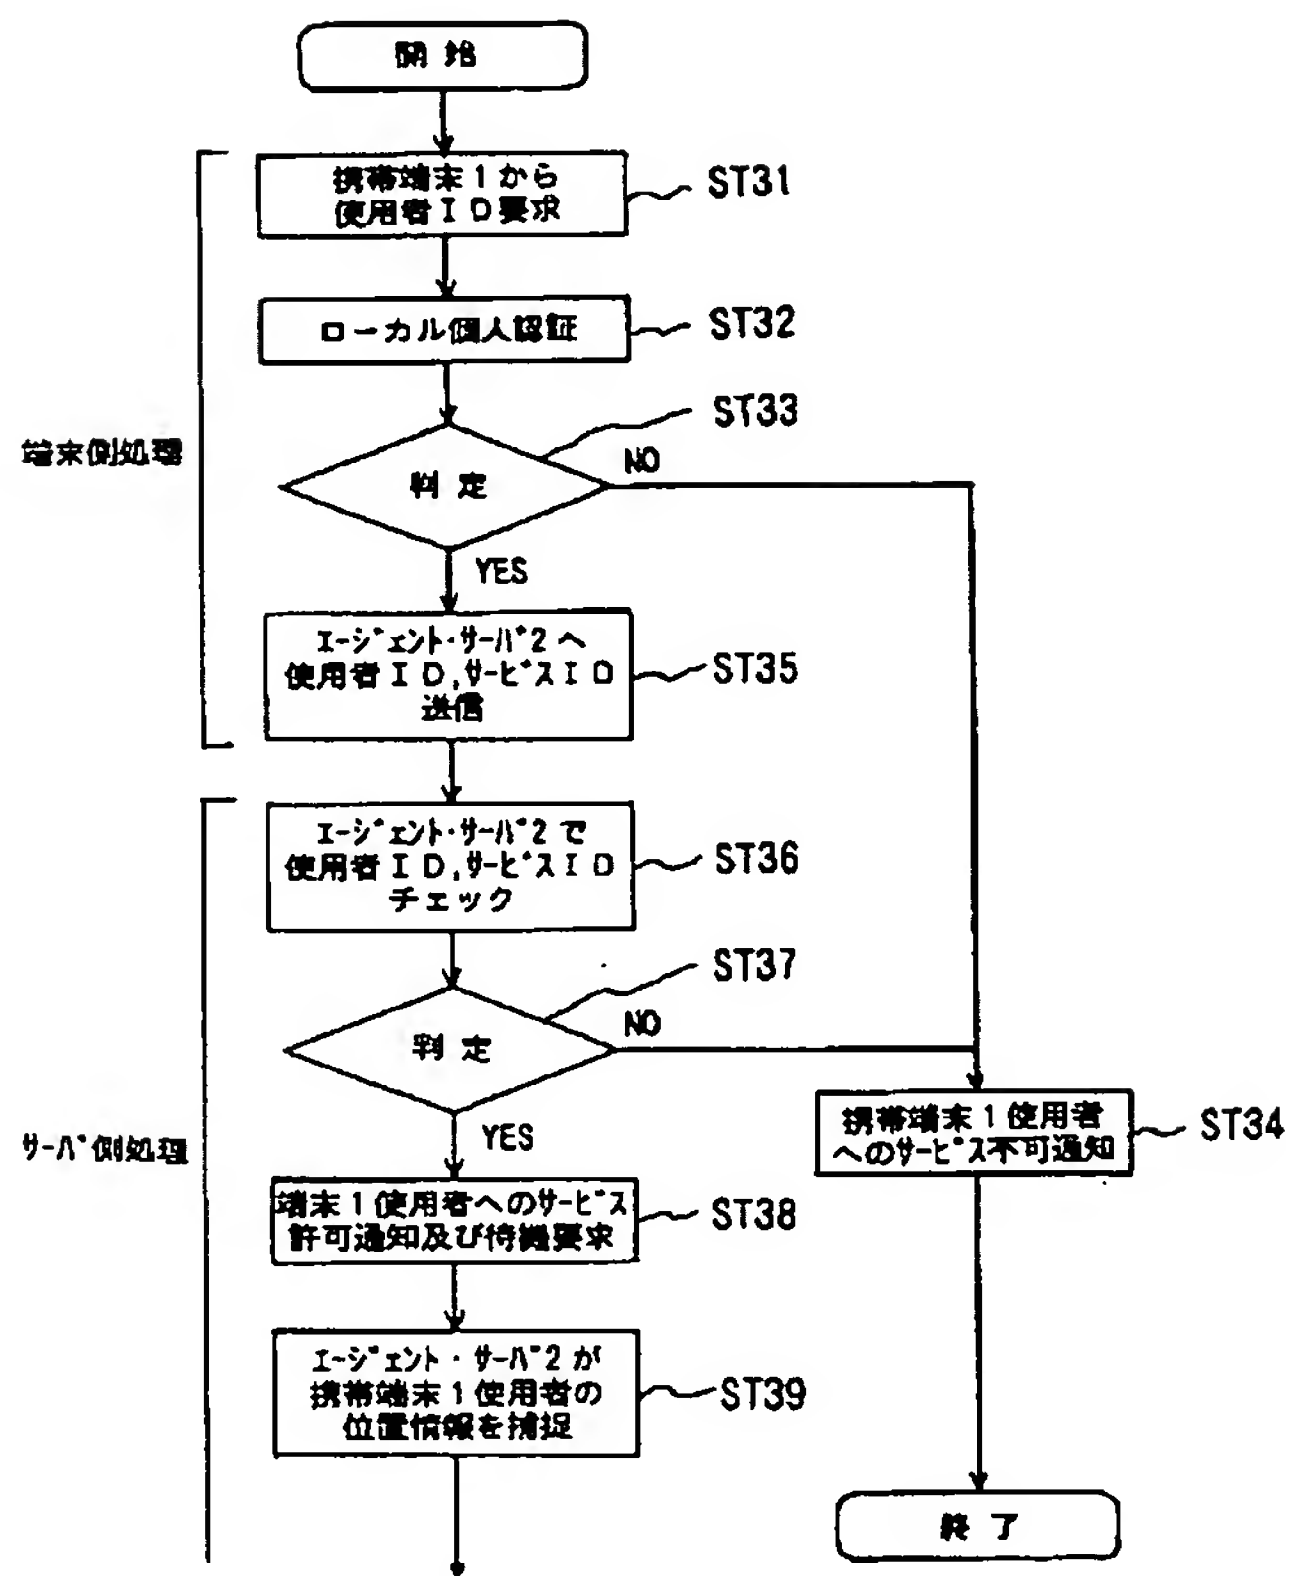 開始
携帯端末1から
使用者ID要求
ST31
ローカル個人認証
ST32
ST33
端末側処理
判定
NO
YES
エージェント・サーバ2へ
使用者ID,サービスID
送信
ST35
エージェント・サーバ2で
使用者ID,サービスID
チェック
ST36
ST37
判定
NO
YES
携帯端末1使用者
へのサービス不可通知
ST34
サーバ側処理
端末1使用者へのサービス
許可通知及び待機要求
ST38
エージェント・サーバ2が
携帯端末1使用者の
位置情報を捕捉
ST39
終了